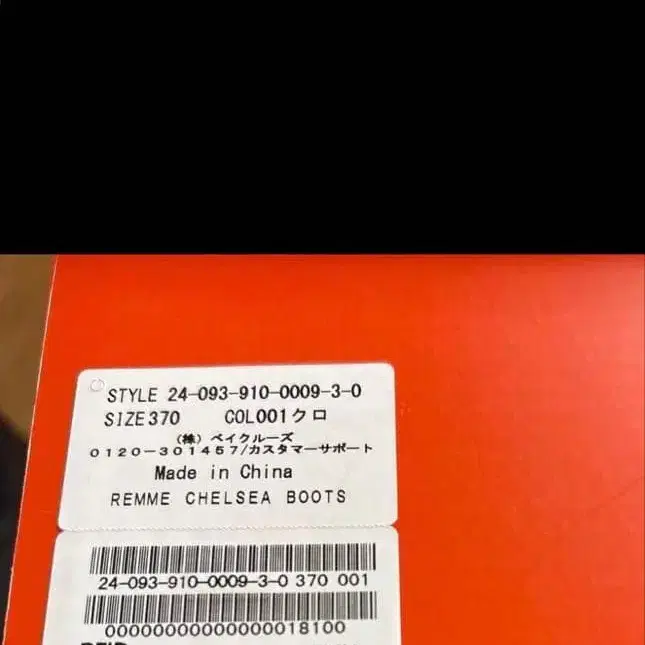 STYLE 24-093-910-0009-3-0
SIZE370 COL001クロ
(株) ベイクルーズ
0120-301457/カスタマーサポート
Made in China
REMME CHELSEA BOOTS
24-093-910-0009-3-0 370 001